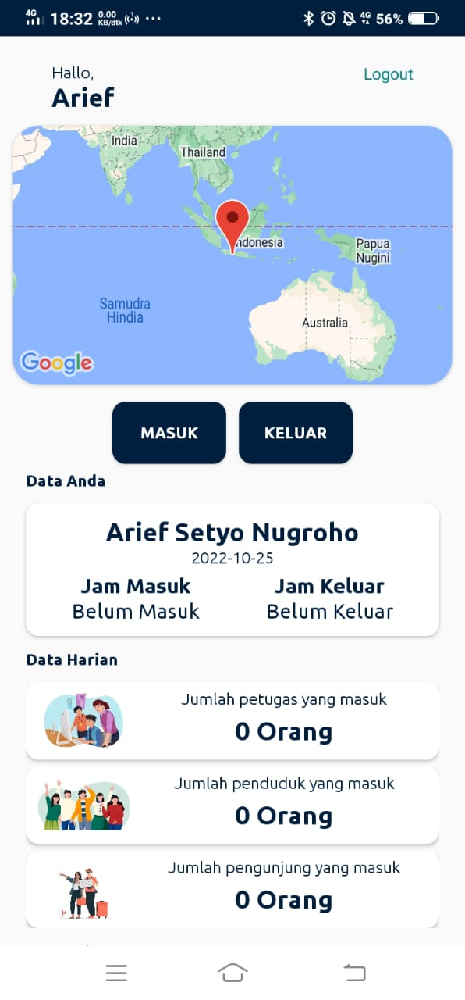 4G 18:32 0.00 KB/dtk ... 4G 56%
Hallo,
Logout
Arief
India
Thailand
Indonesia
Papua
Nugini
Samudra
Hindia
Australia
Google
MASUK KELUAR
Data Anda
Arief Setyo Nugroho
2022-10-25
Jam Masuk Jam Keluar
Belum Masuk Belum Keluar
Data Harian
Jumlah petugas yang masuk
0 Orang
Jumlah penduduk yang masuk
0 Orang
Jumlah pengunjung yang masuk
0 Orang